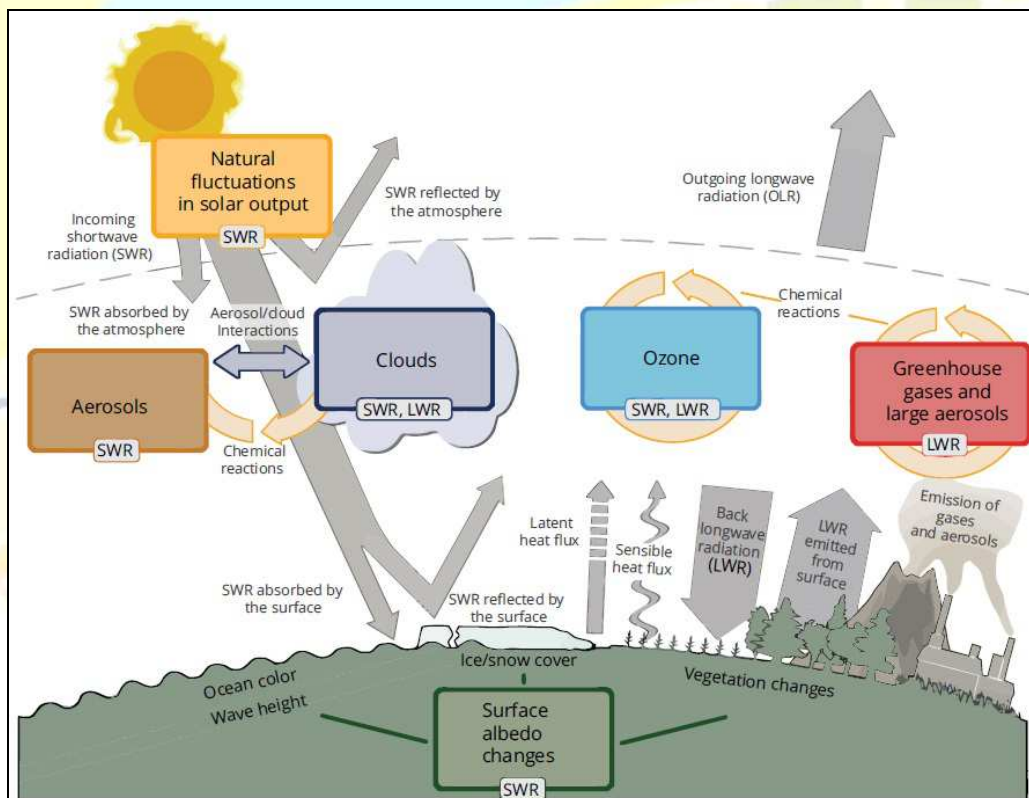 Natural
fluctuations
in solar output
SWR
Incoming
shortwave
radiation (SWR)
SWR reflected by
the atmosphere
Outgoing longwave
radiation (OLR)
SWR absorbed by
the atmosphere
Aerosol/cloud
Interactions
Chemical
reactions
Aerosols
SWR
Clouds
SWR, LWR
Ozone
SWR, LWR
Greenhouse
gases and
large aerosols
LWR
Chemical
reactions
Latent
heat flux
Sensible
heat flux
Back
longwave
radiation
(LWR)
LWR
emitted
from
surface
Emission of
gases
and aerosols
SWR absorbed by
the surface
SWR reflected by
the surface
Ice/snow cover
Ocean color
Wave height
Vegetation changes
Surface
albedo
changes
SWR